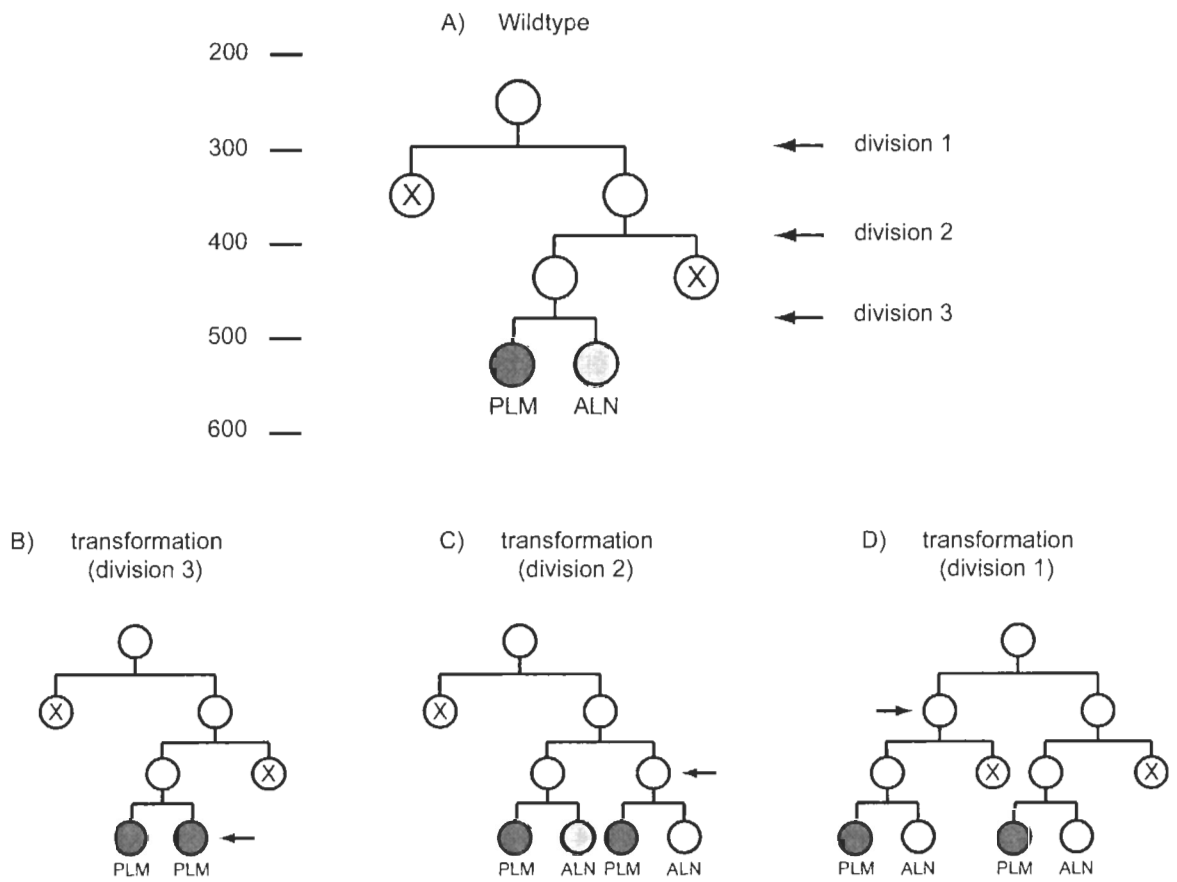 A) Wildtype
200
300
400
500
600
division 1
division 2
division 3
X
X
PLM ALN
B) transformation
(division 3)
X
X
PLM PLM
C) transformation
(division 2)
X
PLM ALN PLM ALN
D) transformation
(division 1)
X
X
PLM ALN PLM ALN